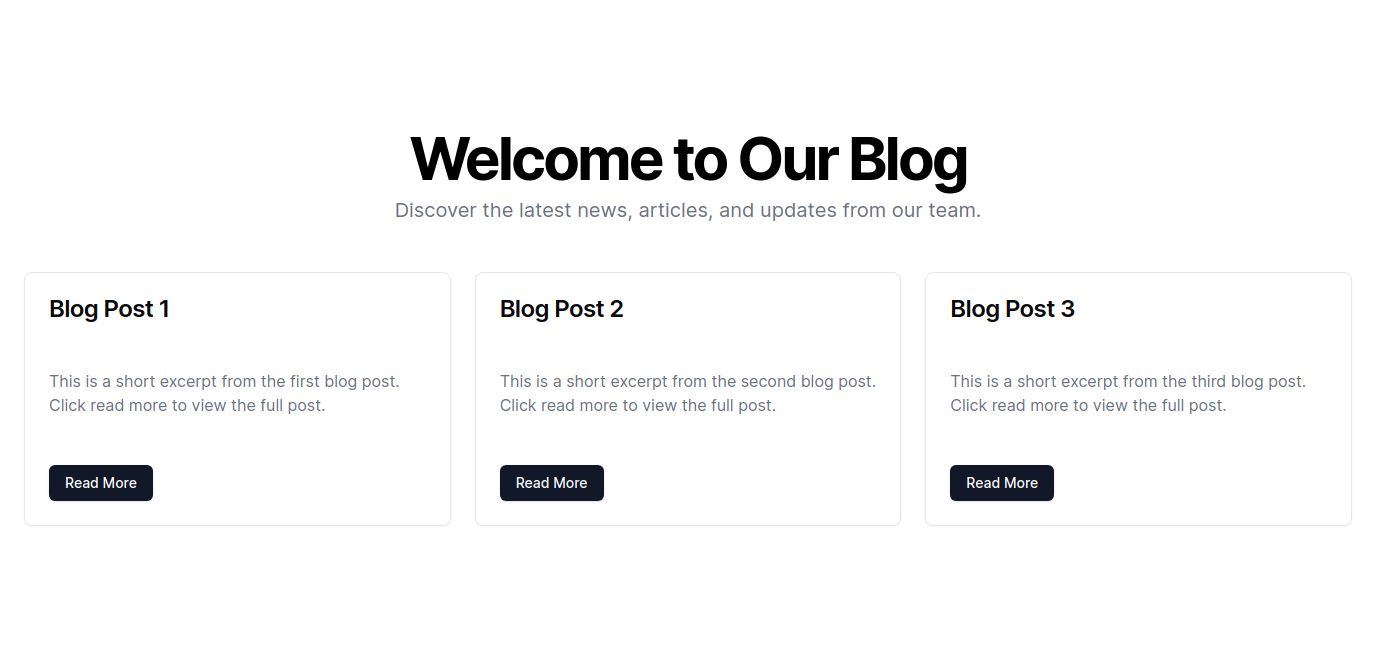 Welcome to Our Blog
Discover the latest news, articles, and updates from our team.
Blog Post 1
This is a short excerpt from the first blog post.
Click read more to view the full post.
Read More
Blog Post 2
This is a short excerpt from the second blog post.
Click read more to view the full post.
Read More
Blog Post 3
This is a short excerpt from the third blog post.
Click read more to view the full post.
Read More